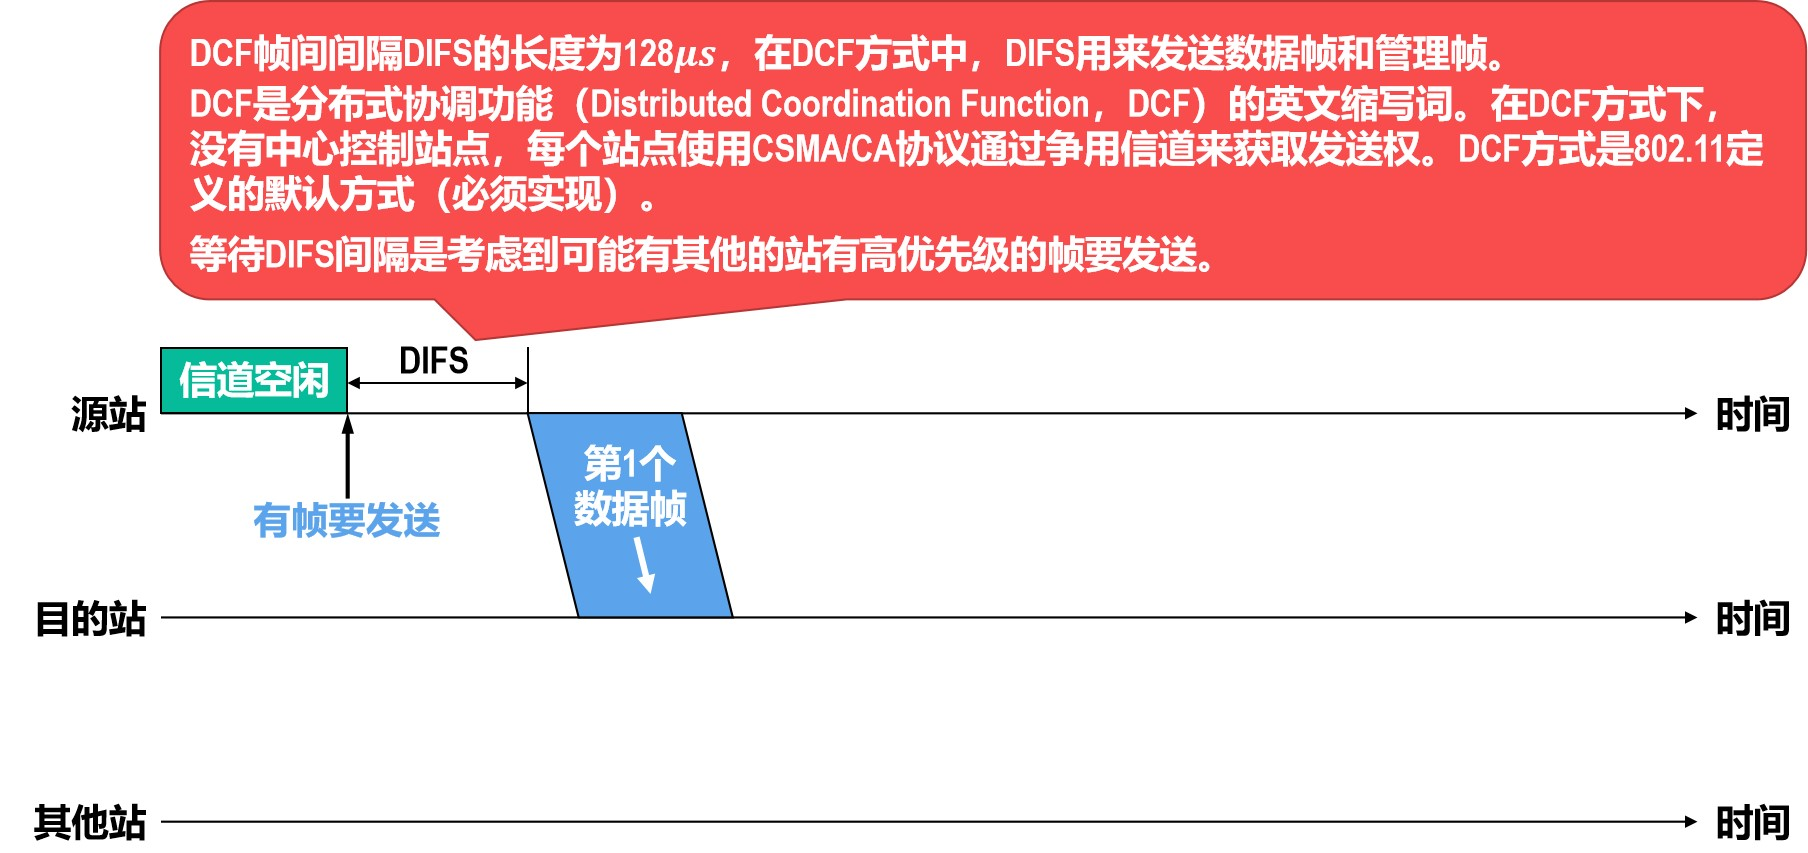 DCF帧间间隔DIFS的长度为128μs，在DCF方式中，DIFS用来发送数据帧和管理帧。
DCF是分布式协调功能（Distributed Coordination Function，DCF）的英文缩写词。在DCF方式下，
没有中心控制站点，每个站点使用CSMA/CA协议通过争用信道来获取发送权。DCF方式是802.11定
义的默认方式（必须实现）。
等待DIFS间隔是考虑到可能有其他的站有高优先级的帧要发送。
DIFS
信道空闲
源站
时间
第1个
数据帧
有帧要发送
目的站
时间
其他站
时间